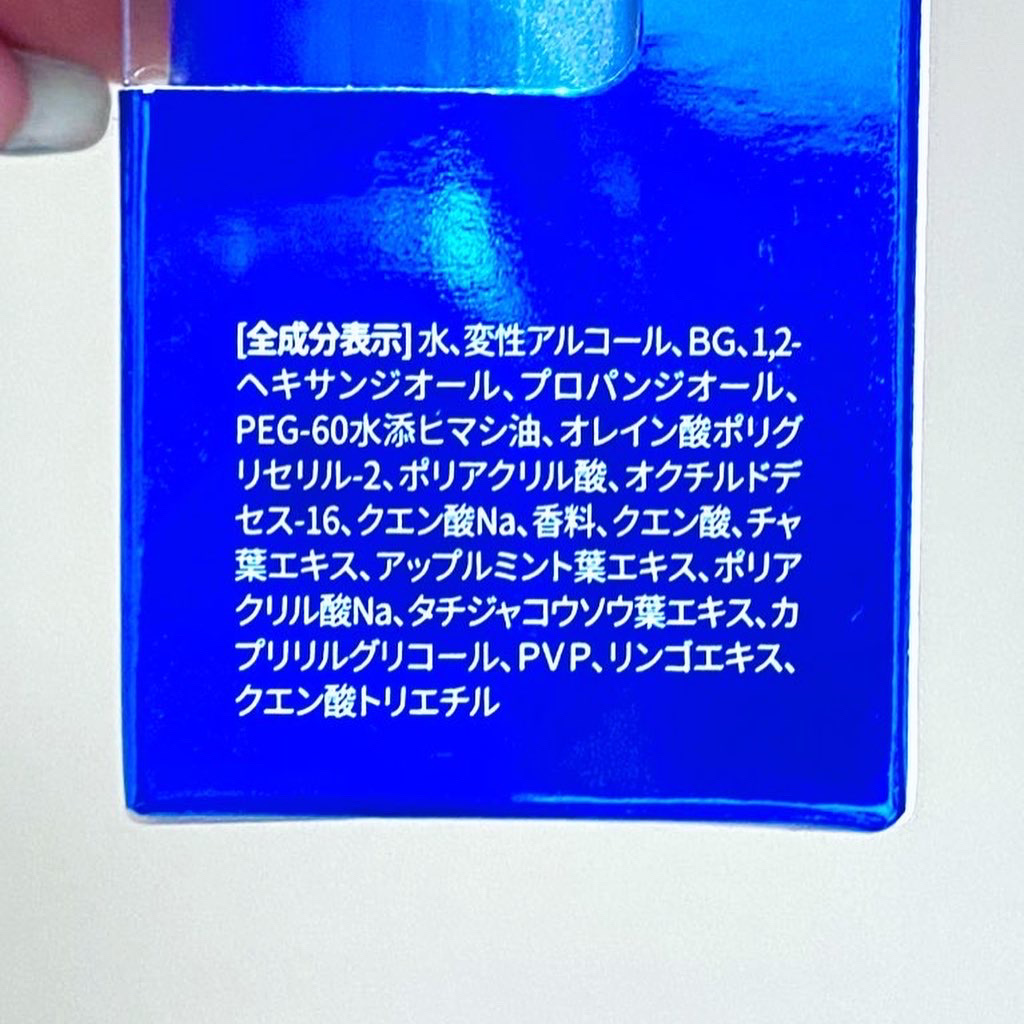 [全成分表示]水、変性アルコール、BG、1,2-
ヘキサンジオール、プロパンジオール、
PEG-60水添ヒマシ油、オレイン酸ポリグ
リセリル-2、ポリアクリル酸、オクチルドデ
セス-16、クエン酸Na、香料、クエン酸、チャ
葉エキス、アップルミント葉エキス、ポリア
クリル酸Na、タチジャコウソウ葉エキス、カ
プリリルグリコール、PVP、リンゴエキス、
クエン酸トリエチル